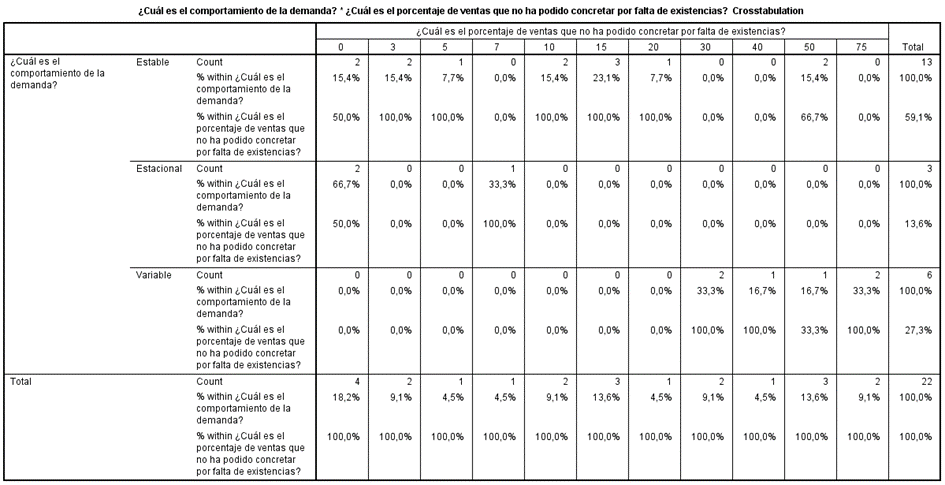 ¿Cuál es el comportamiento de la demanda? * ¿Cuál es el porcentaje de ventas que no ha podido concretar por falta de existencias? Crosstabulation
¿Cuál es el porcentaje de ventas que no ha podido concretar por falta de existencias?
0 3 5 7 10 15 20 30 40 50 75 Total
¿Cuál es el comportamiento de la demanda?
Estable
Count 2 2 1 0 2 3 1 0 0 2 0 13
% within ¿Cuál es el comportamiento de la demanda? 15,4% 15,4% 7,7% 0,0% 15,4% 23,1% 7,7% 0,0% 0,0% 15,4% 0,0% 100,0%
% within ¿Cuál es el porcentaje de ventas que no ha podido concretar por falta de existencias? 50,0% 100,0% 100,0% 0,0% 100,0% 100,0% 100,0% 0,0% 0,0% 66,7% 0,0% 59,1%
Estacional
Count 2 0 0 1 0 0 0 0 0 0 0 3
% within ¿Cuál es el comportamiento de la demanda? 66,7% 0,0% 0,0% 33,3% 0,0% 0,0% 0,0% 0,0% 0,0% 0,0% 0,0% 100,0%
% within ¿Cuál es el porcentaje de ventas que no ha podido concretar por falta de existencias? 50,0% 0,0% 0,0% 100,0% 0,0% 0,0% 0,0% 0,0% 0,0% 0,0% 0,0% 13,6%
Variable
Count 0 0 0 0 0 0 0 2 1 1 2 6
% within ¿Cuál es el comportamiento de la demanda? 0,0% 0,0% 0,0% 0,0% 0,0% 0,0% 0,0% 33,3% 16,7% 16,7% 33,3% 100,0%
% within ¿Cuál es el porcentaje de ventas que no ha podido concretar por falta de existencias? 0,0% 0,0% 0,0% 0,0% 0,0% 0,0% 0,0% 100,0% 100,0% 33,3% 100,0% 27,3%
Total
Count 4 2 1 1 2 3 1 2 1 3 2 22
% within ¿Cuál es el comportamiento de la demanda? 18,2% 9,1% 4,5% 4,5% 9,1% 13,6% 4,5% 9,1% 4,5% 13,6% 9,1% 100,0%
% within ¿Cuál es el porcentaje de ventas que no ha podido concretar por falta de existencias? 100,0% 100,0% 100,0% 100,0% 100,0% 100,0% 100,0% 100,0% 100,0% 100,0% 100,0% 100,0%